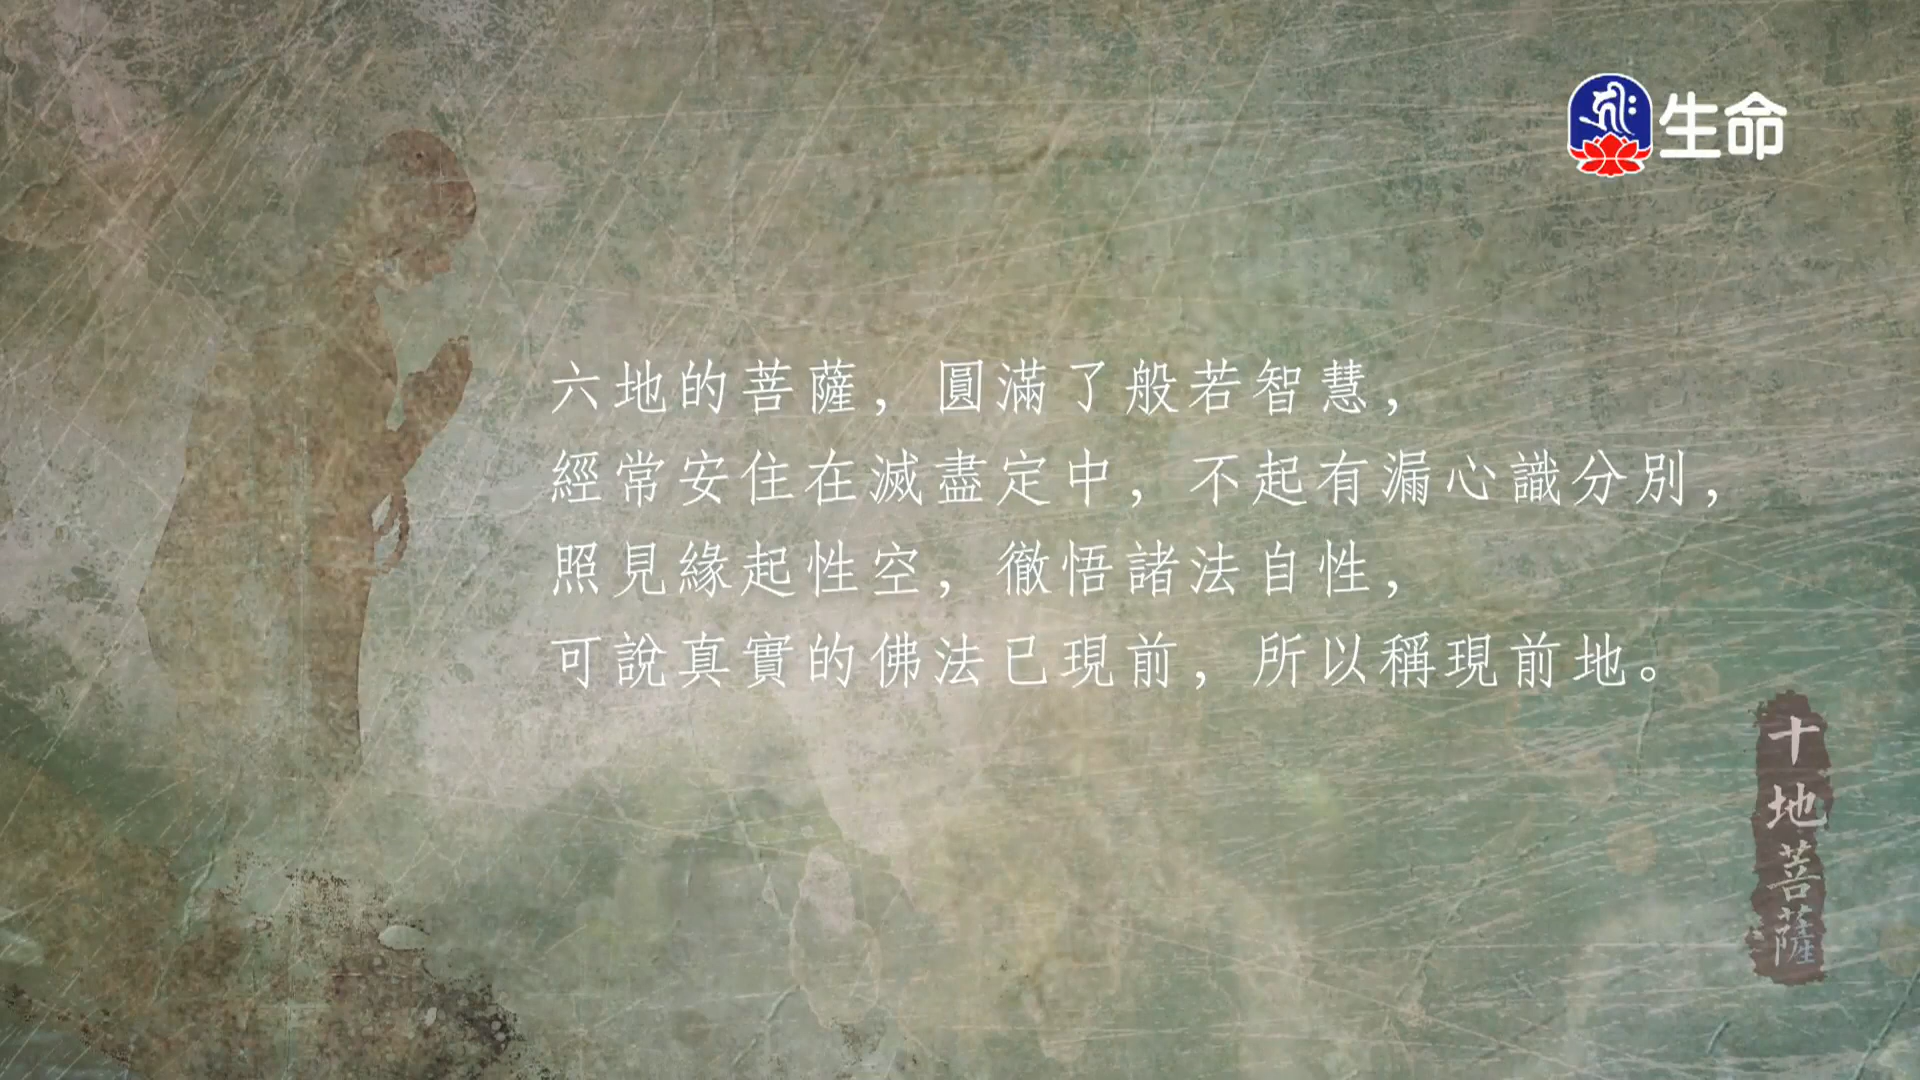 生命
六地的菩薩，圓滿了般若智慧，
經常安住在滅盡定中，不起有漏心識分別，
照見緣起性空，徹悟諸法自性，
可說真實的佛法已現前，所以稱現前地。
十地菩薩